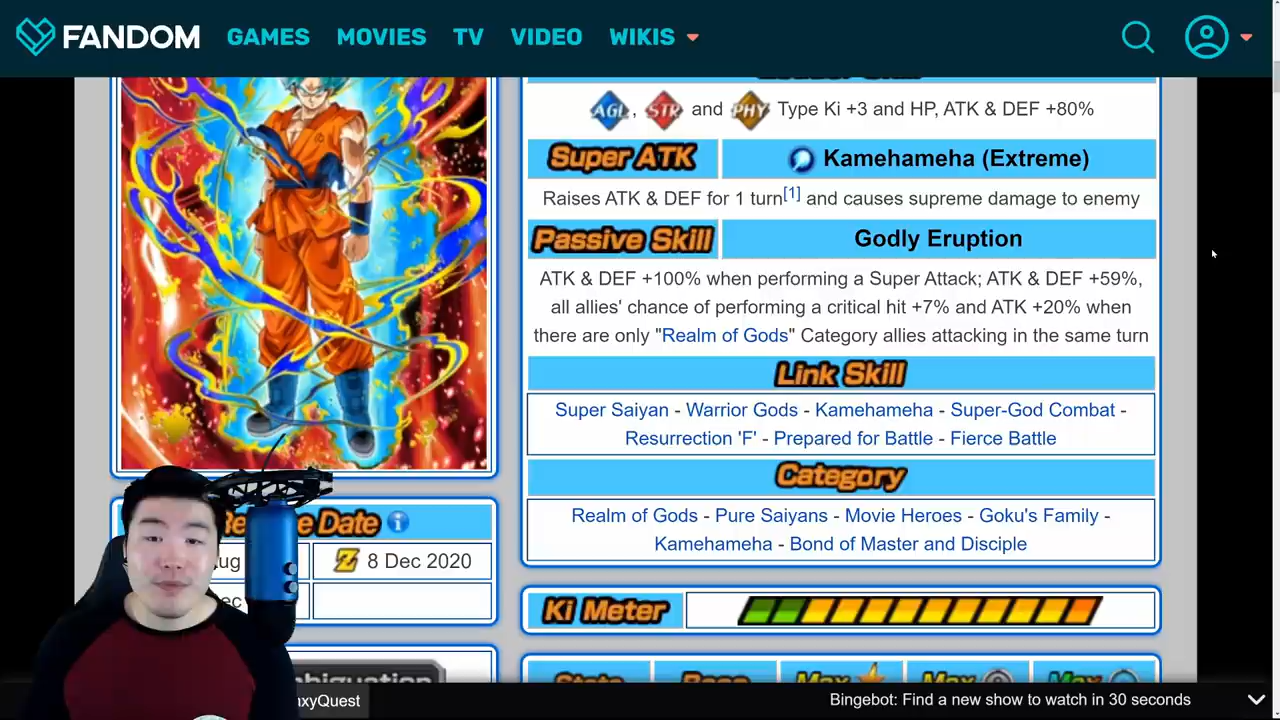 FANDOM GAMES MOVIES TV VIDEO WIKIS
AGL, STR and PHY Type Ki +3 and HP, ATK & DEF +80%
Super ATK Kamehameha (Extreme)
Raises ATK & DEF for 1 turn[1] and causes supreme damage to enemy
Passive Skill Godly Eruption
ATK & DEF +100% when performing a Super Attack; ATK & DEF +59%,
all allies' chance of performing a critical hit +7% and ATK +20% when
there are only "Realm of Gods" Category allies attacking in the same turn
Link Skill
Super Saiyan - Warrior Gods - Kamehameha - Super-God Combat -
Resurrection 'F' - Prepared for Battle - Fierce Battle
Category
Realm of Gods - Pure Saiyans - Movie Heroes - Goku's Family -
Kamehameha - Bond of Master and Disciple
Date
Z 8 Dec 2020
Ki Meter
Bingebot: Find a new show to watch in 30 seconds